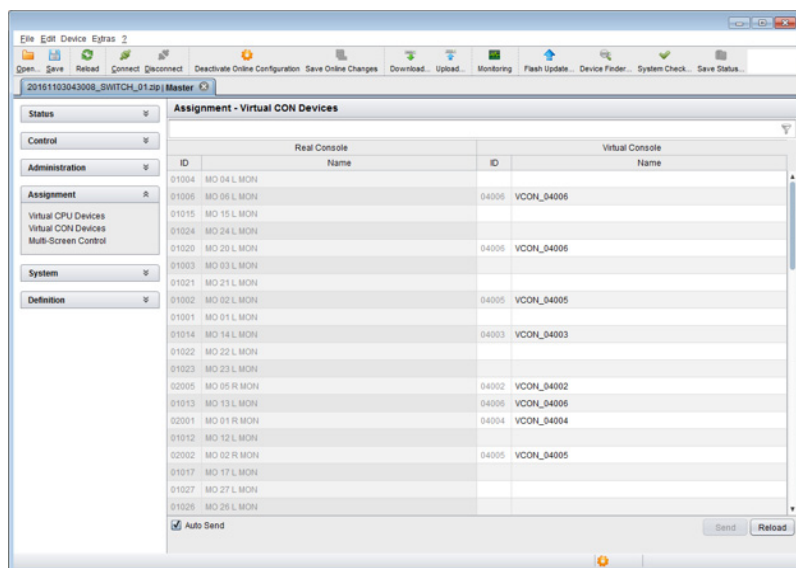 File Edit Device Extras ?
Open... Save Reload Connect Disconnect Deactivate Online Configuration Save Online Changes Download... Upload... Monitoring Flash Update... Device Finder... System Check... Save Status...
20161103043008_SWITCH_01.zip | Master
Status
Control
Administration
Assignment
Virtual CPU Devices
Virtual CON Devices
Multi-Screen Control
System
Definition
Assignment - Virtual CON Devices
Real Console Virtual Console
ID Name ID Name
01004 MO 04 L MON
01006 MO 06 L MON 04006 VCON_04006
01015 MO 15 L MON
01024 MO 24 L MON
01020 MO 20 L MON 04006 VCON_04006
01003 MO 03 L MON
01021 MO 21 L MON
01002 MO 02 L MON 04005 VCON_04005
01001 MO 01 L MON
01014 MO 14 L MON 04003 VCON_04003
01022 MO 22 L MON
01023 MO 23 L MON
02005 MO 05 R MON 04002 VCON_04002
01013 MO 13 L MON 04006 VCON_04006
02001 MO 01 R MON 04004 VCON_04004
01012 MO 12 L MON
02002 MO 02 R MON 04005 VCON_04005
01017 MO 17 L MON
01027 MO 27 L MON
01026 MO 26 L MON
Auto Send Send Reload